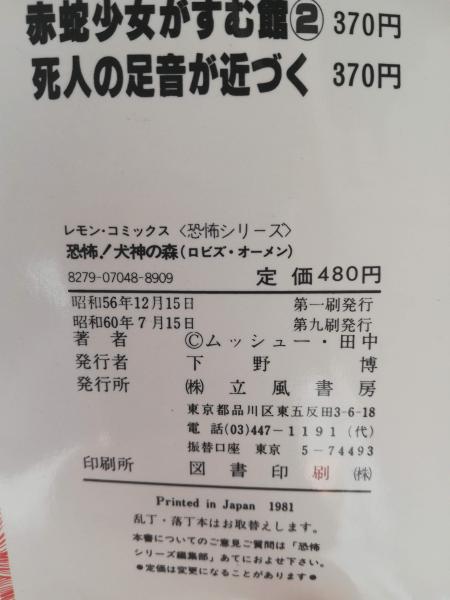 赤蛇少女がすむ館② 370円
死人の足音が近づく 370円
レモン・コミックス〈恐怖シリーズ〉
恐怖!犬神の森(ロビズ・オーメン)
8279-07048-8909 定価480円
昭和56年12月15日 第一刷発行
昭和60年7月15日 第九刷発行
著者 ©ムッシュー・田中
発行者 下野博
発行所 ㈱立風書房
東京都品川区東五反田3-6-18
電話(03)447-1191(代)
振替口座 東京 5-74493
印刷所 図書印刷㈱
Printed in Japan 1981
乱丁・落丁本はお取替えします。
本書についてのご意見ご質問は「恐怖
シリーズ編集部」あてにおよせ下さい。
●定価は変更になることがあります●